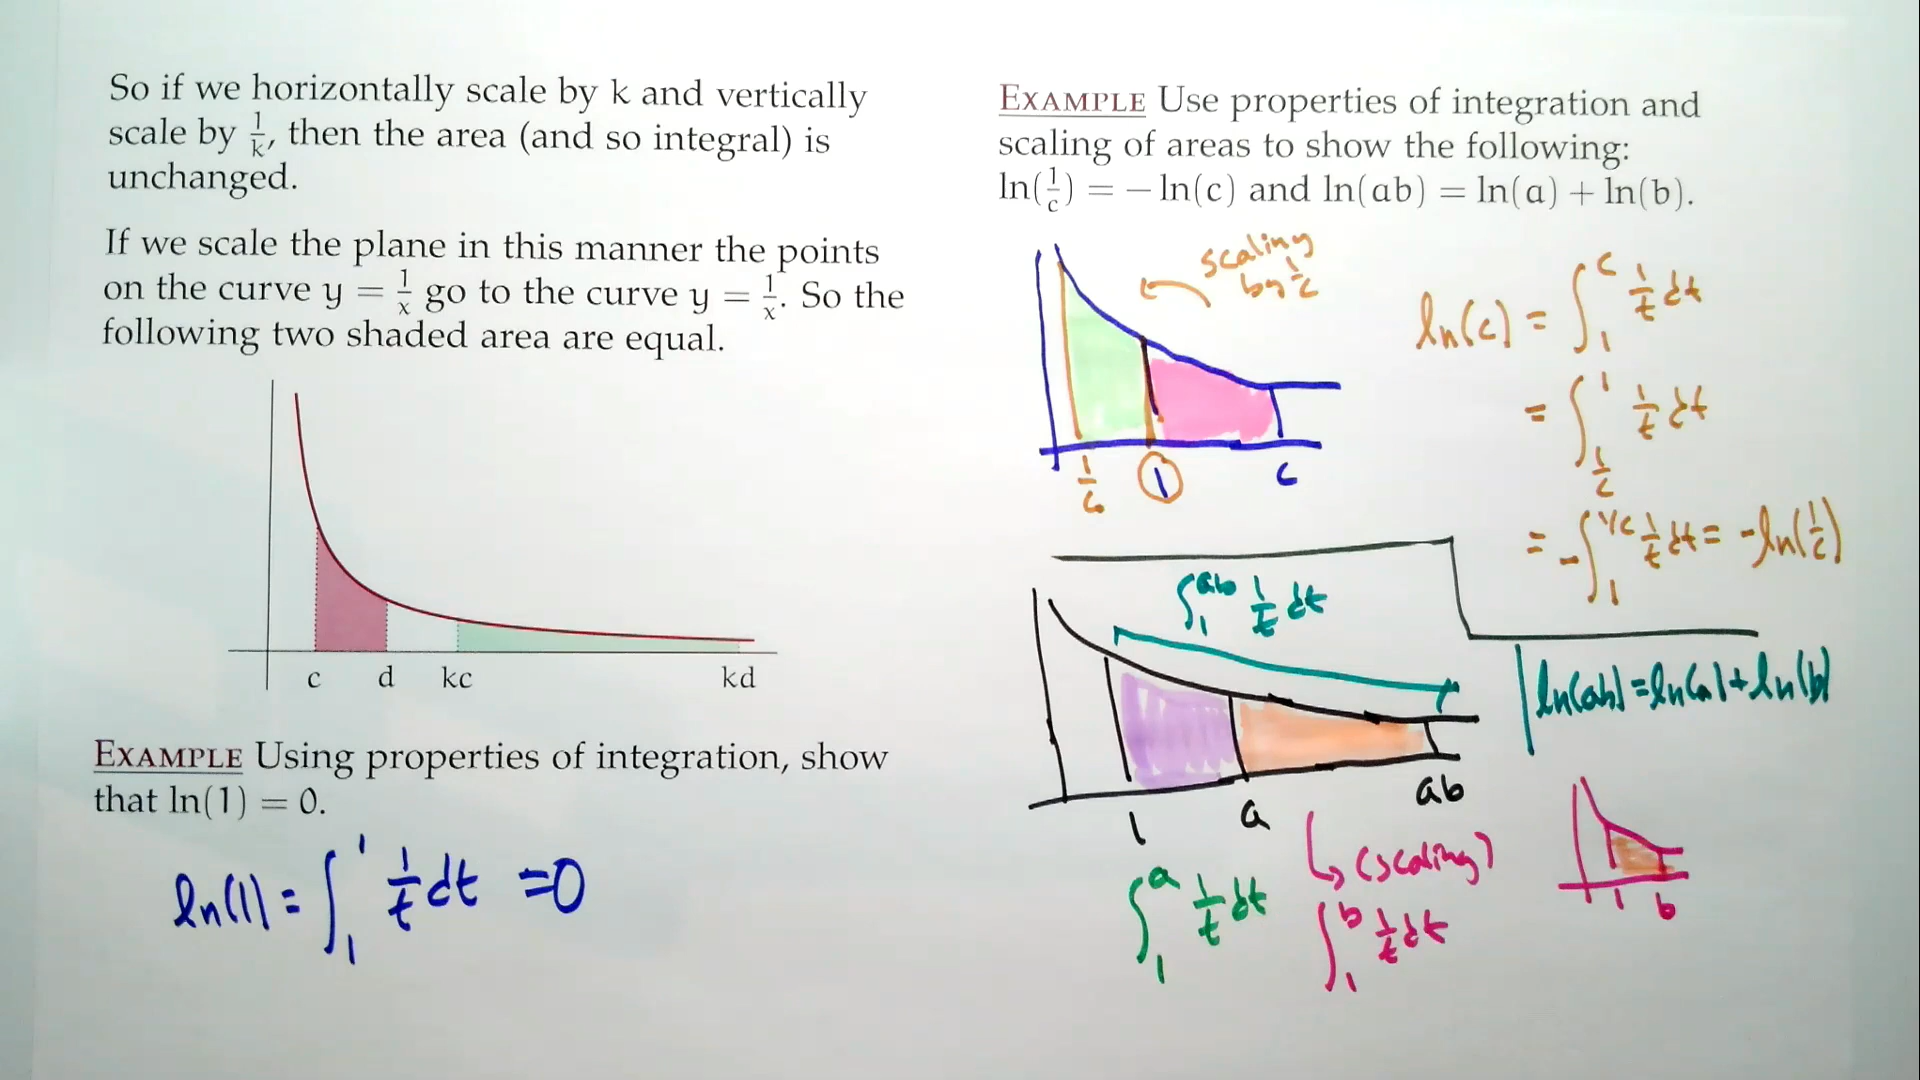 So if we horizontally scale by k and vertically
scale by 1/k, then the area (and so integral) is
unchanged.
If we scale the plane in this manner the points
on the curve y = 1/x go to the curve y = 1/x. So the
following two shaded area are equal.
c d kc kd
EXAMPLE Using properties of integration, show
that ln(1) = 0.
ln(1) = ∫₁¹ 1/t dt = 0
EXAMPLE Use properties of integration and
scaling of areas to show the following:
ln(1/c) = − ln(c) and ln(ab) = ln(a) + ln(b).
scaling
by 1/c
1/c 1 c
ln(c) = ∫₁ᶜ 1/t dt
= ∫_{1/c}^1 1/t dt
= -∫_1^{1/c} 1/t dt = -ln(1/c)
∫_1^{ab} 1/t dt
ln(ab) = ln(a) + ln(b)
1 a ab
(scaling)
∫_1^a 1/t dt
∫_1^b 1/t dt
1 b